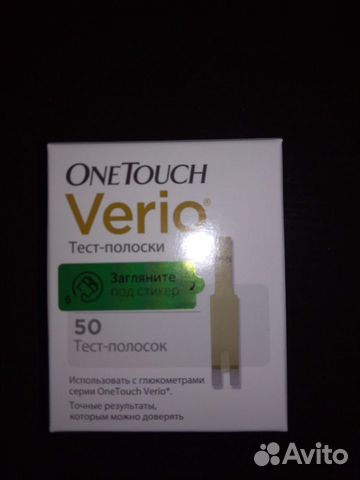 ONETOUCH
Verio®
Тест-полоски
Загляните
под стикер
50
Тест-полосок
Использовать с глюкометрами
серии OneTouch Verio*.
Точные результаты,
которым можно доверять
Avito